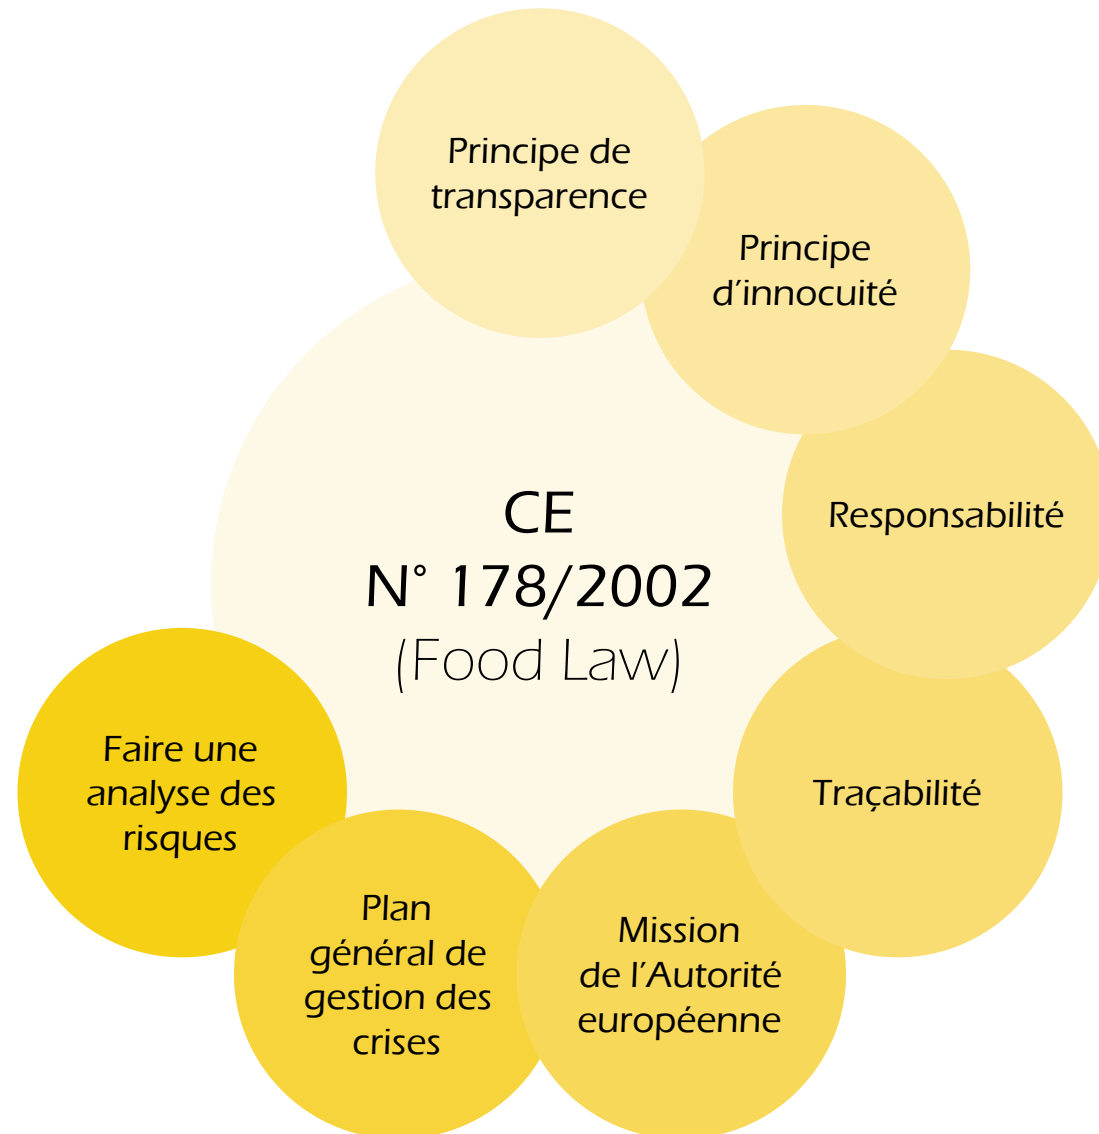 Principe de
transparence
Principe
d'innocuité
Responsabilité
CE
N° 178/2002
(Food Law)
Traçabilité
Mission
de l'Autorité
européenne
Plan
général de
gestion des
crises
Faire une
analyse des
risques